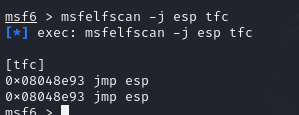 msf6 > msfelfscan -j esp tfc
[*] exec: msfelfscan -j esp tfc
[tfc]
0×08048e93 jmp esp
0×08048e93 jmp esp
msf6 >